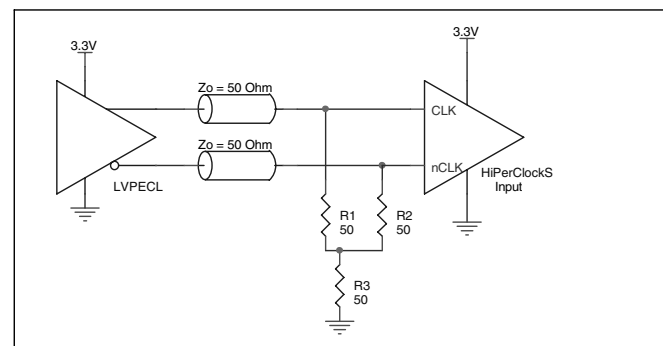 3.3V
3.3V
Zo = 50 Ohm
CLK
Zo = 50 Ohm
nCLK
HiPerClockS
Input
LVPECL
R1
50
R2
50
R3
50